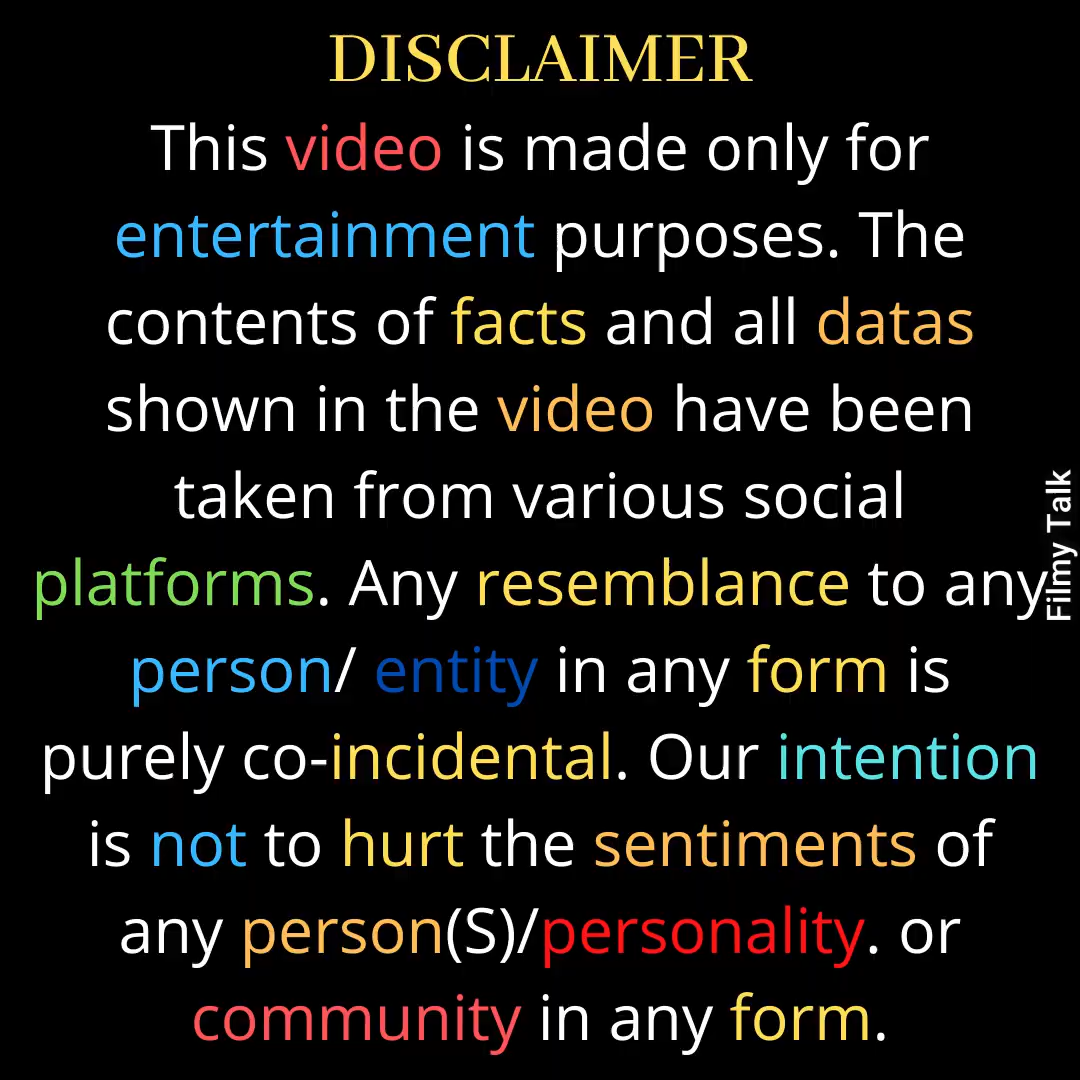 DISCLAIMER
This video is made only for
entertainment purposes. The
contents of facts and all datas
shown in the video have been
taken from various social
platforms. Any resemblance to any
person/ entity in any form is
purely co-incidental. Our intention
is not to hurt the sentiments of
any person(S)/personality. or
community in any form.
Filmy Talk